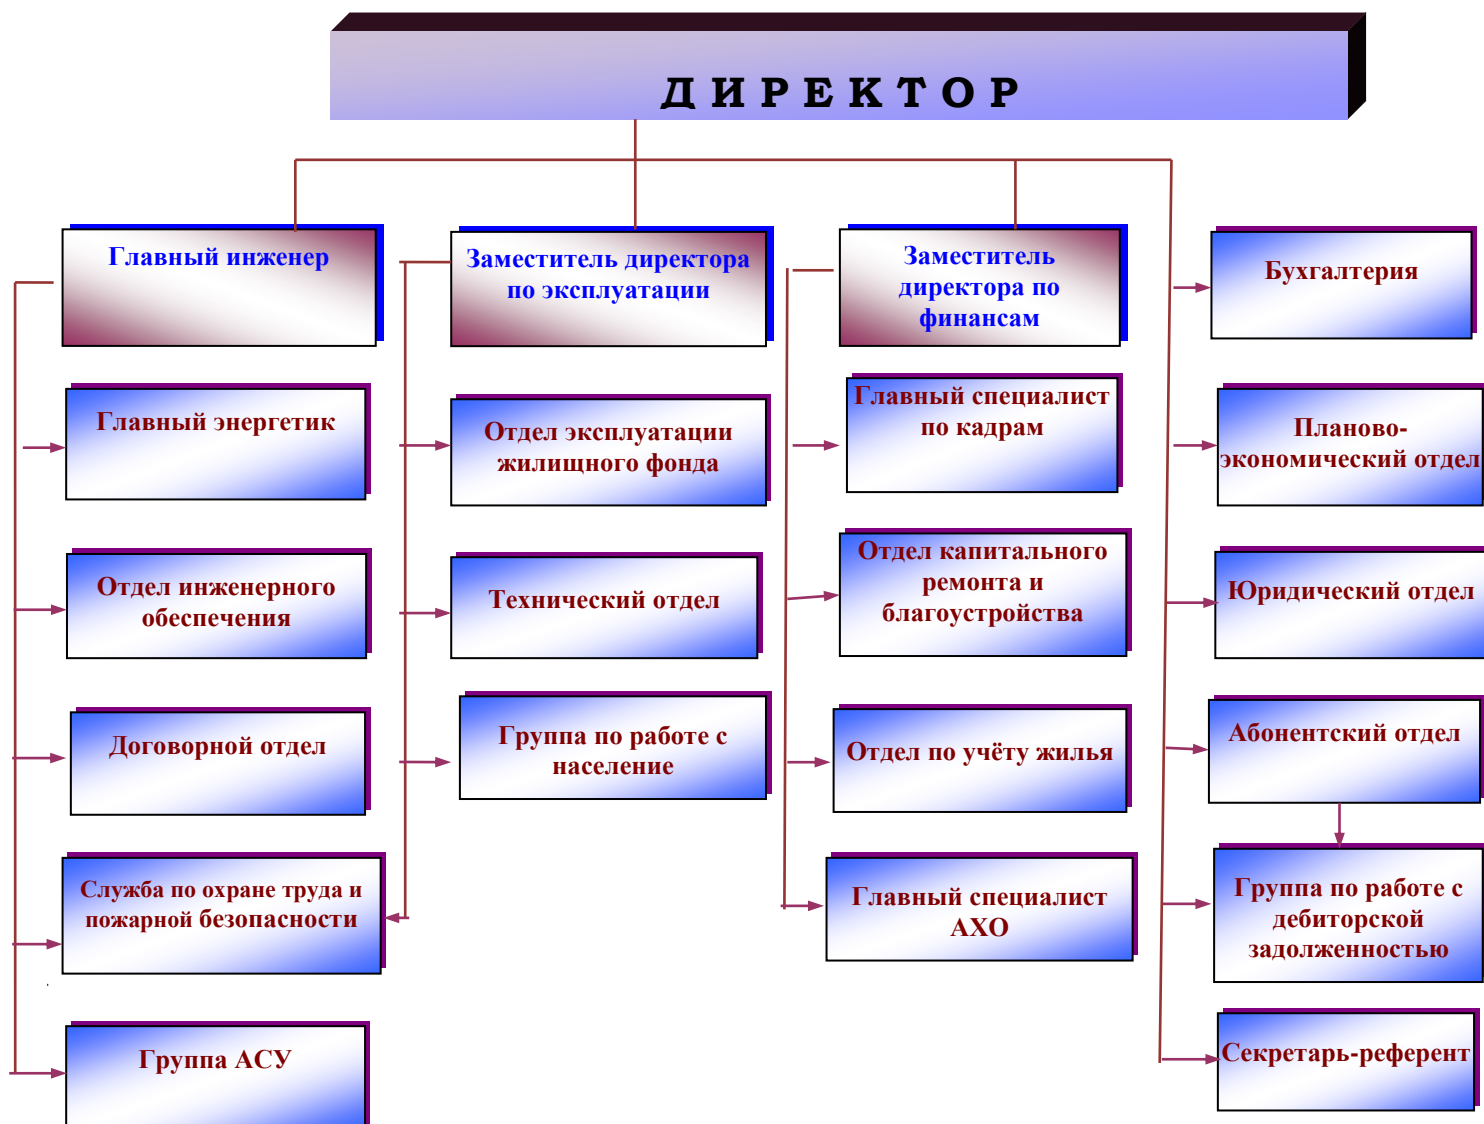 Д И Р Е К Т О Р
Главный инженер
Заместитель директора
по эксплуатации
Заместитель
директора по
финансам
Бухгалтерия
Главный энергетик
Отдел эксплуатации
жилищного фонда
Главный специалист
по кадрам
Планово-
экономический отдел
Отдел инженерного
обеспечения
Технический отдел
Отдел капитального
ремонта и
благоустройства
Юридический отдел
Договорной отдел
Группа по работе с
население
Отдел по учёту жилья
Абонентский отдел
Служба по охране труда и
пожарной безопасности
Главный специалист
АХО
Группа по работе с
дебиторской
задолженностью
Группа АСУ
Секретарь-референт